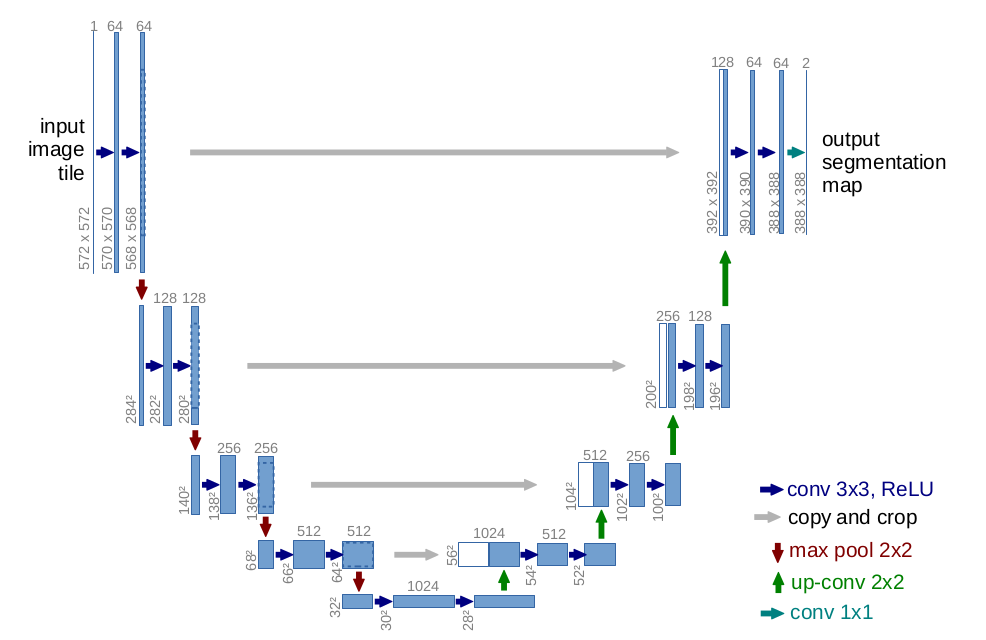 1 64 64
input
image
tile
572 x 572
570 x 570
568 x 568
128 64 64 2
output
segmentation
map
392 x 392
390 x 390
388 x 388
388 x 388
128 128
284²
282²
280²
256 128
200²
198²
196²
256 256
140²
138²
136²
512 256
104²
102²
100²
512 512
68²
66²
64²
1024 512
56²
54²
52²
1024
32²
30²
28²
conv 3x3, ReLU
copy and crop
max pool 2x2
up-conv 2x2
conv 1x1